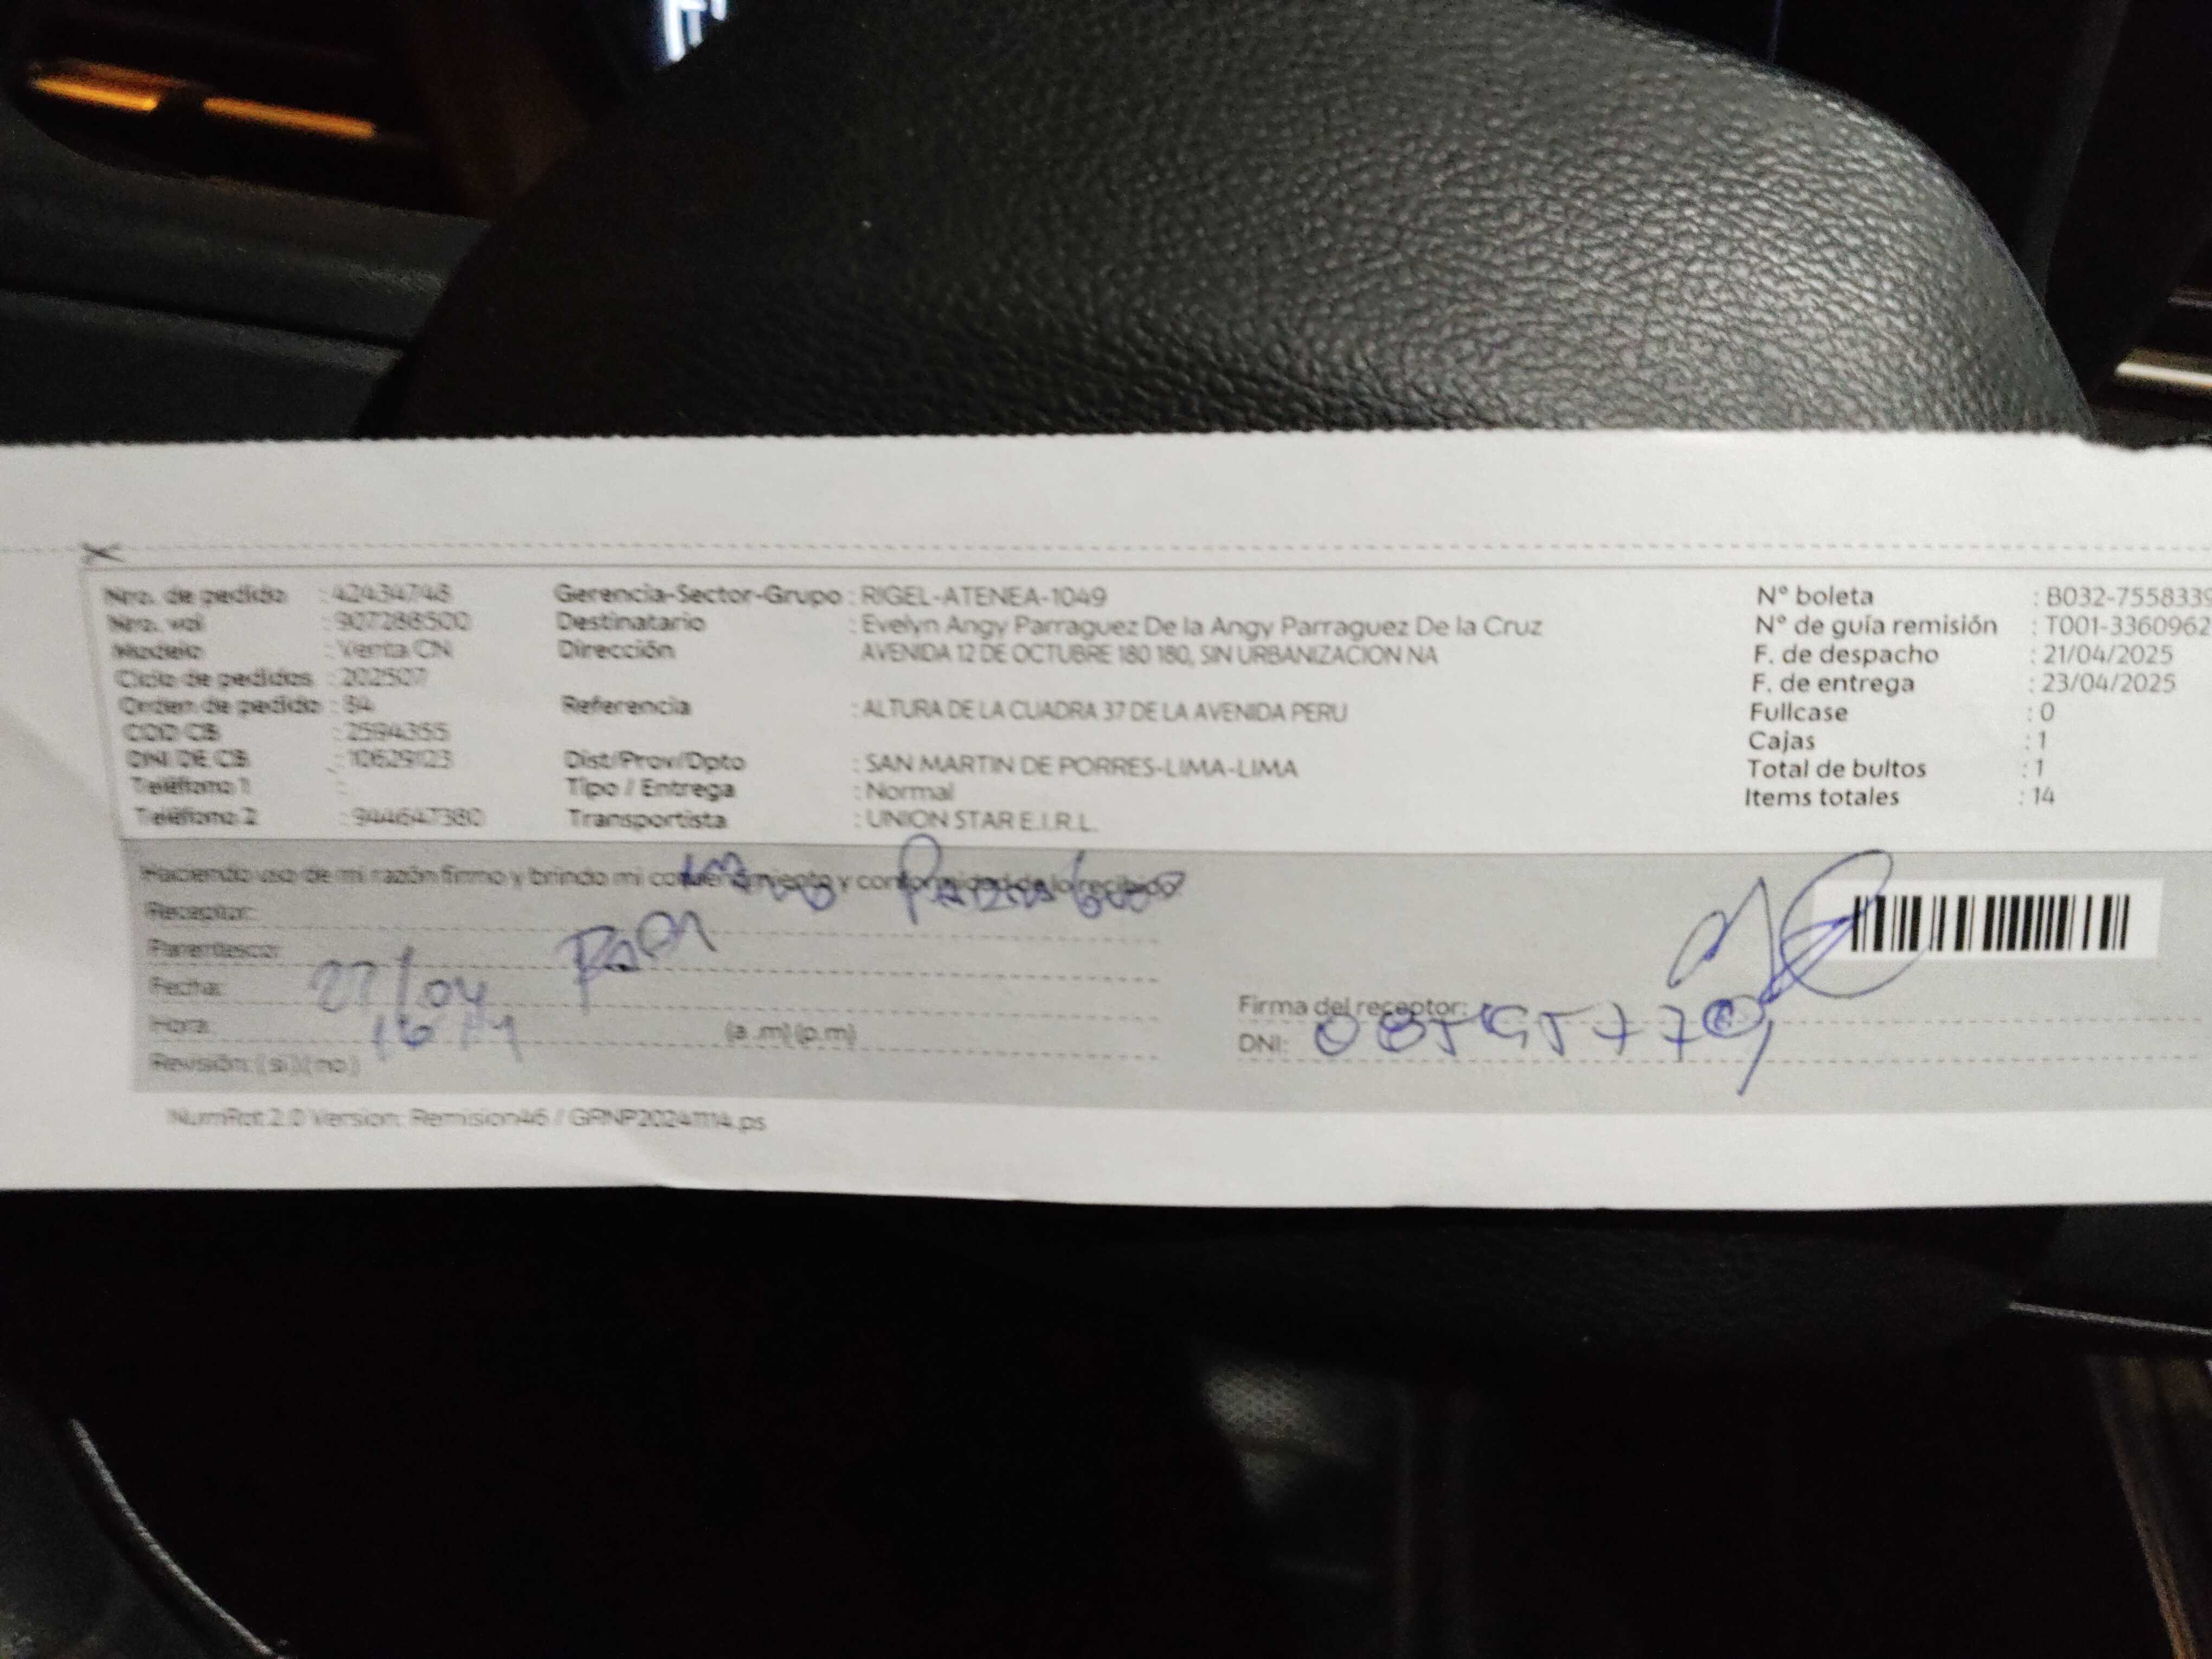 Nro. de pedido : 42434748
Nro. vol : 907288500
Modelo : Venta CN
Ciclo de pedidos : 202507
Orden de pedido : 84
COD CB : 2594355
DNI DE CB : 10629123
Teléfono 1 :
Teléfono 2 : 944647380
Gerencia-Sector-Grupo : RIGEL-ATENEA-1049
Destinatario : Evelyn Angy Parraguez De la Angy Parraguez De la Cruz
Dirección AVENIDA 12 DE OCTUBRE 180 180, SIN URBANIZACION NA
Referencia : ALTURA DE LA CUADRA 37 DE LA AVENIDA PERU
Dist/Prov/Dpto : SAN MARTIN DE PORRES-LIMA-LIMA
Tipo / Entrega : Normal
Transportista : UNION STAR E.I.R.L.
Nº boleta : B032-7558339
Nº de guía remisión : T001-3360962
F. de despacho : 21/04/2025
F. de entrega : 23/04/2025
Fullcase : 0
Cajas : 1
Total de bultos : 1
Items totales : 14
Haciendo uso de mi razón firmo y brindo mi consentimiento y conformidad de lo recibido
Receptor:
Parentesco:
Fecha: /04
Hora: (a .m) (p.m)
Revisión: ( si ) ( no )
Firma del receptor:
DNI:
NumRot 2.0 Version: Remision46 / GRNP20241114.ps